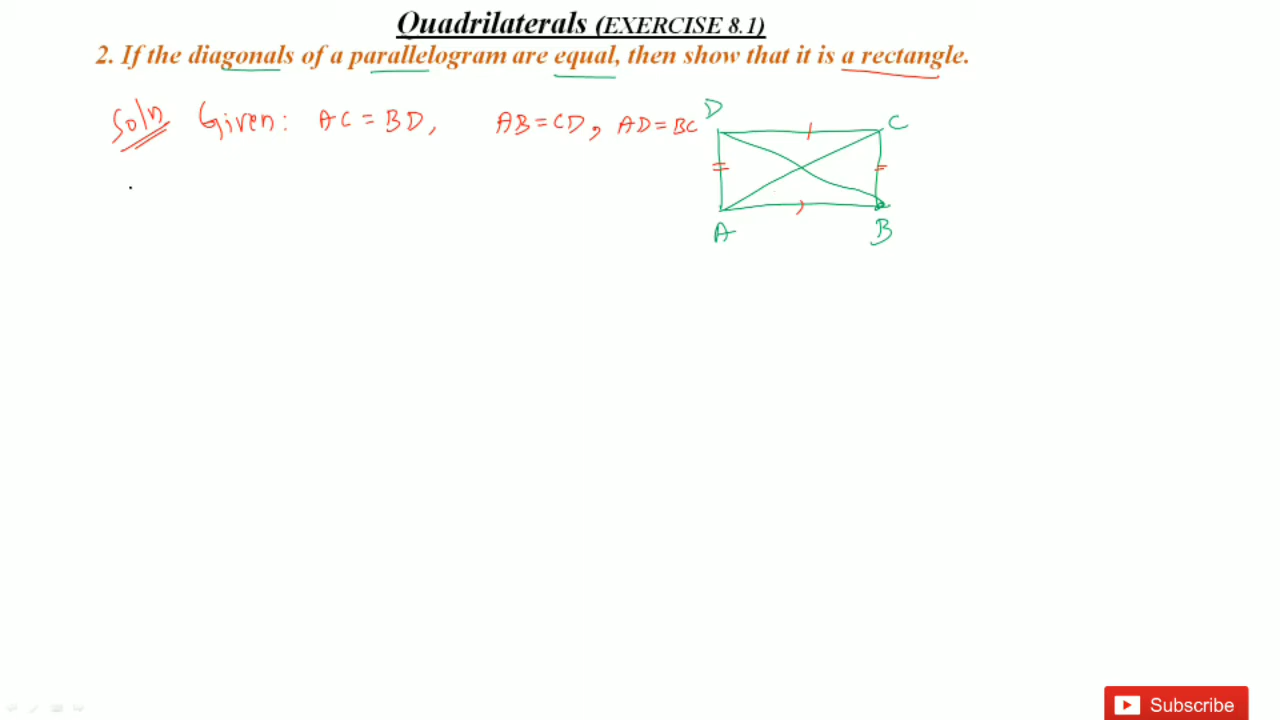 Quadrilaterals (EXERCISE 8.1)
2. If the diagonals of a parallelogram are equal, then show that it is a rectangle.
Soln Given: AC = BD, AB = CD, AD = BC
D C
A B
Subscribe